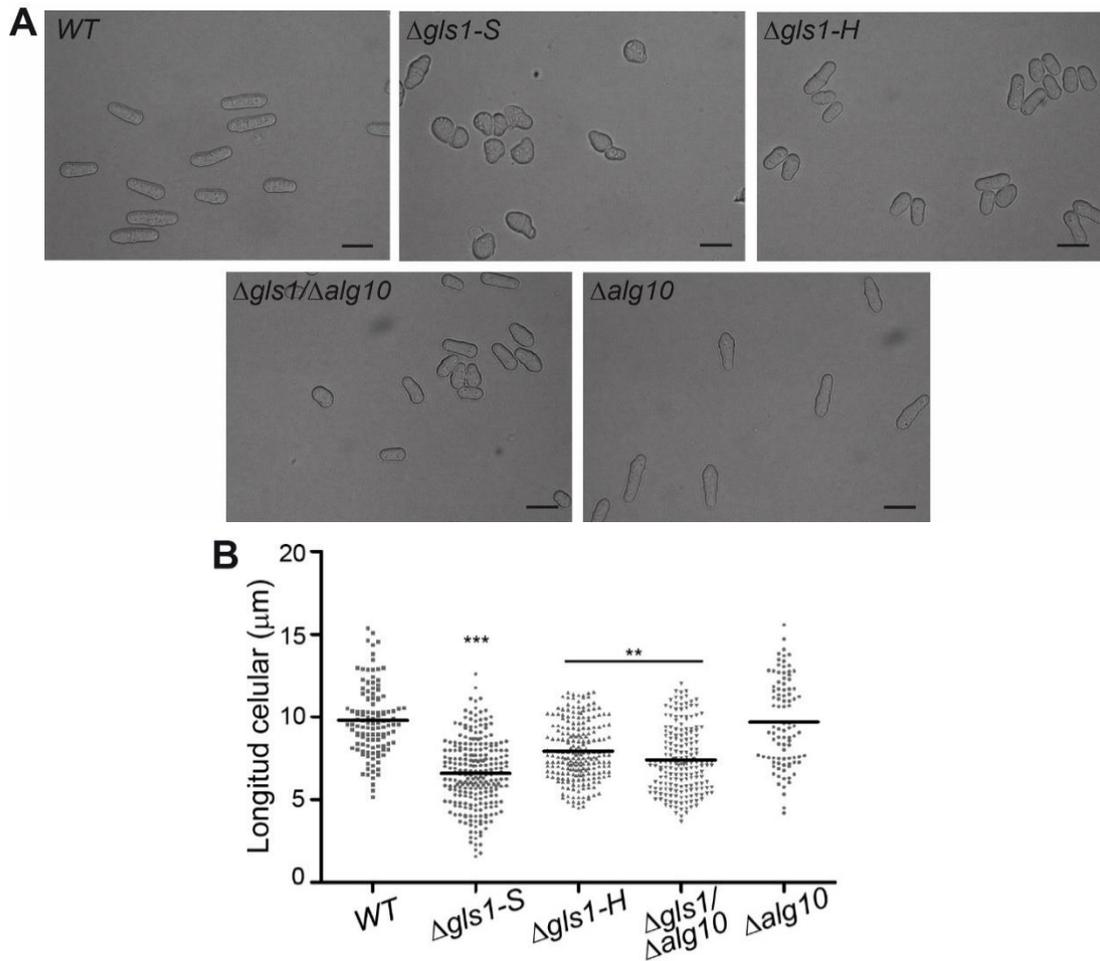 A
WT
Δgls1-S
Δgls1-H
Δgls1/Δalg10
Δalg10
B
Longitud celular (μm)
20
15
10
5
0
***
**
WT
Δgls1-S
Δgls1-H
Δgls1/
Δalg10
Δalg10